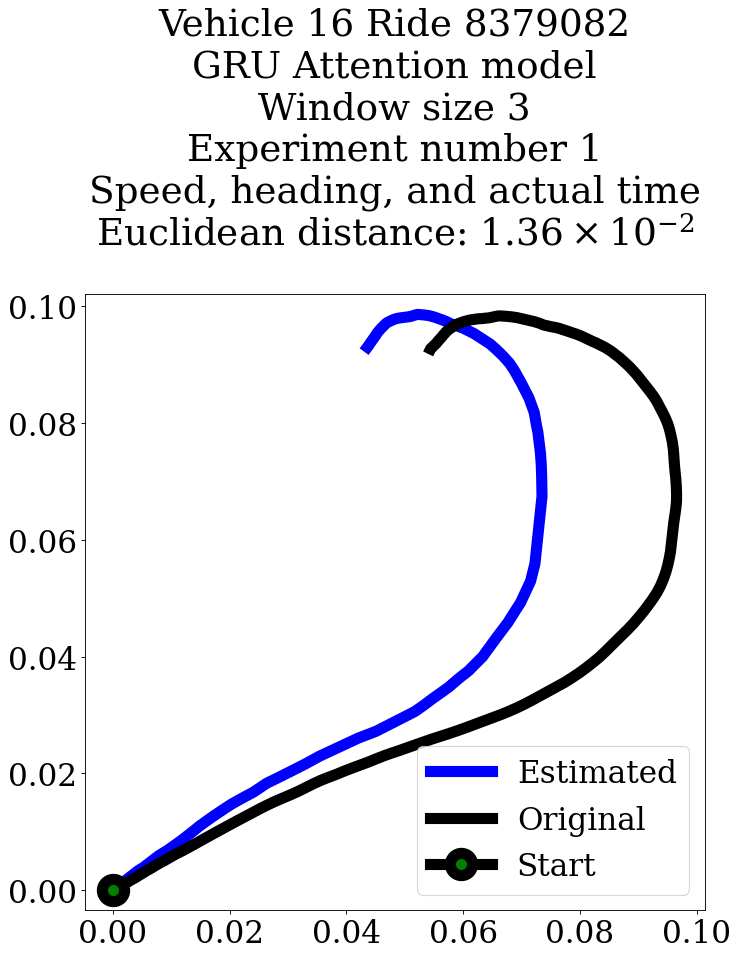 Vehicle 16 Ride 8379082
GRU Attention model
Window size 3
Experiment number 1
Speed, heading, and actual time
Euclidean distance: 1.36 × 10⁻²
0.10
0.08
0.06
0.04
0.02
0.00
Estimated
Original
Start
0.00 0.02 0.04 0.06 0.08 0.10